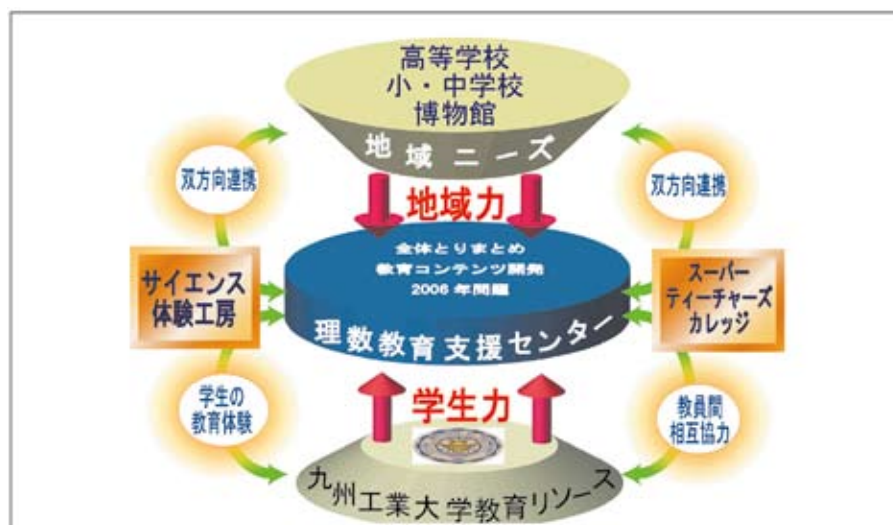 高等学校
小・中学校
博物館
地域ニーズ
双方向連携
地域力
双方向連携
全体とりまとめ
教育コンテンツ開発
2006年問題
サイエンス
体験工房
スーパー
ティーチャーズ
カレッジ
理数教育支援センター
学生の
教育体験
学生力
教員間
相互協力
九州工業大学教育リソース